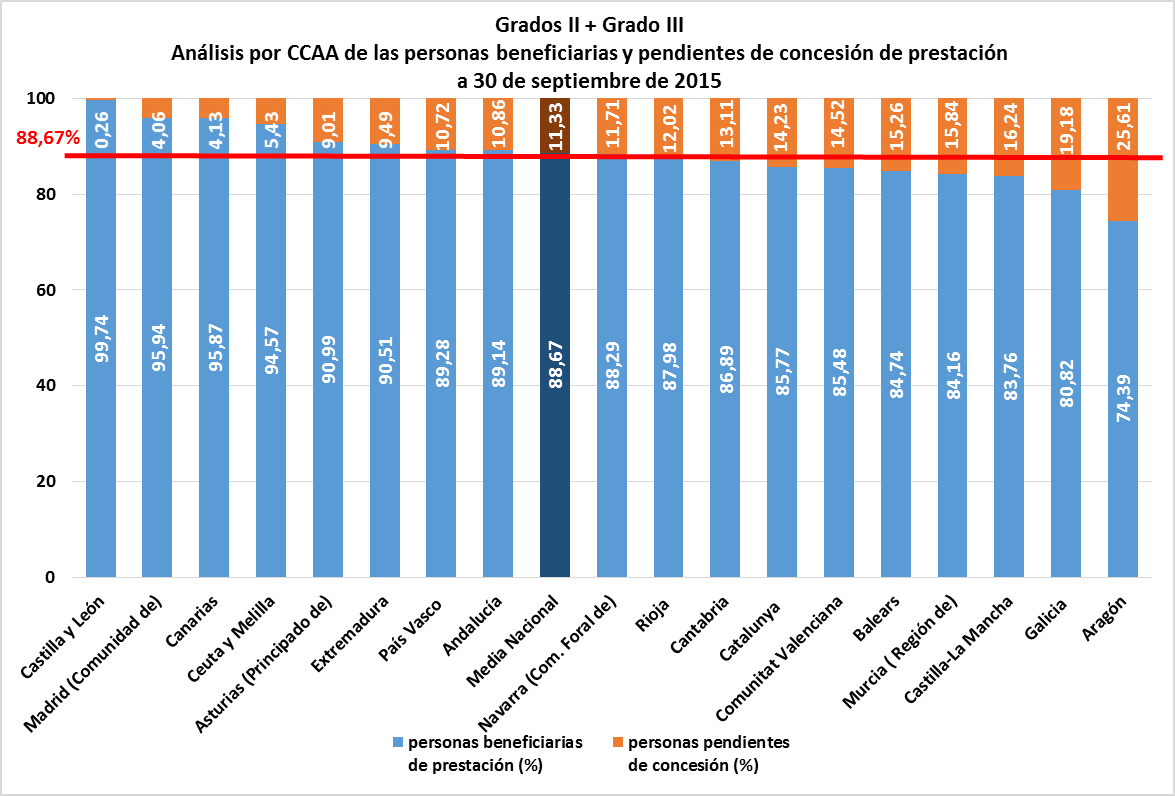 Grados II + Grado III
Análisis por CCAA de las personas beneficiarias y pendientes de concesión de prestación
a 30 de septiembre de 2015
100
88,67%
80
60
40
20
0
0,26
4,06
4,13
5,43
9,01
9,49
10,72
10,86
11,33
11,71
12,02
13,11
14,23
14,52
15,26
15,84
16,24
19,18
25,61
99,74
95,94
95,87
94,57
90,99
90,51
89,28
89,14
88,67
88,29
87,98
86,89
85,77
85,48
84,74
84,16
83,76
80,82
74,39
Castilla y León
Madrid (Comunidad de)
Canarias
Ceuta y Melilla
Asturias (Principado de)
Extremadura
País Vasco
Andalucía
Media Nacional
Navarra (Com. Foral de)
Rioja
Cantabria
Catalunya
Comunitat Valenciana
Balears
Murcia ( Región de)
Castilla-La Mancha
Galicia
Aragón
personas beneficiarias
de prestación (%)
personas pendientes
de concesión (%)